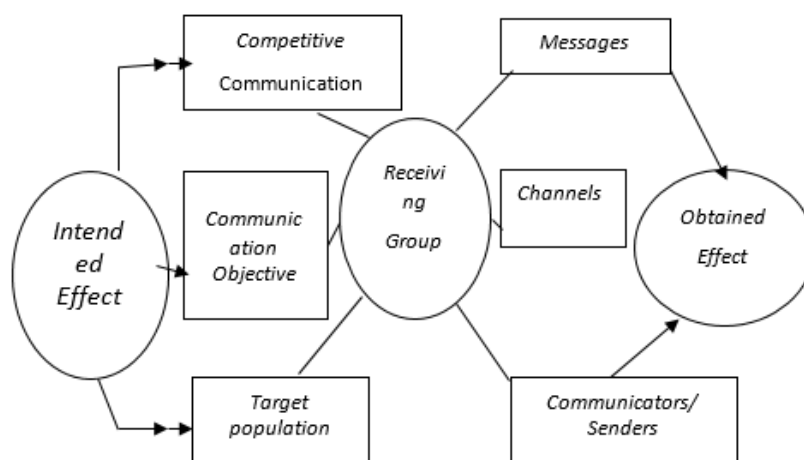 Competitive
Communication
Messages
Intend
ed
Effect
Communic
ation
Objective
Receivi
ng
Group
Channels
Obtained
Effect
Target
population
Communicators/
Senders